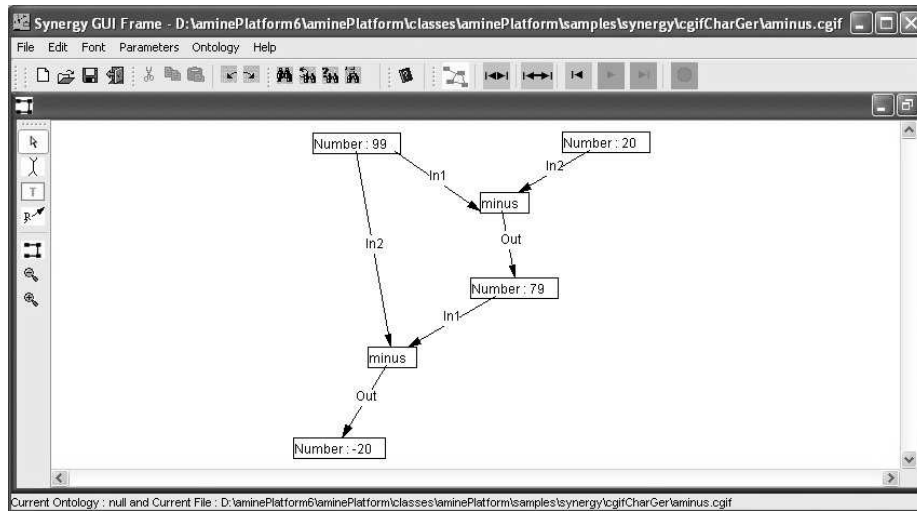 Synergy GUI Frame - D:\aminePlatform6\aminePlatform\classes\aminePlatform\samples\synergy\cgifCharGer\aminus.cgif
File Edit Font Parameters Ontology Help
Number : 99
Number : 20
In1
In2
minus
In2
Out
Number : 79
In1
minus
Out
Number : -20
T
R
Current Ontology : null and Current File : D:\aminePlatform6\aminePlatform\classes\aminePlatform\samples\synergy\cgifCharGer\aminus.cgif